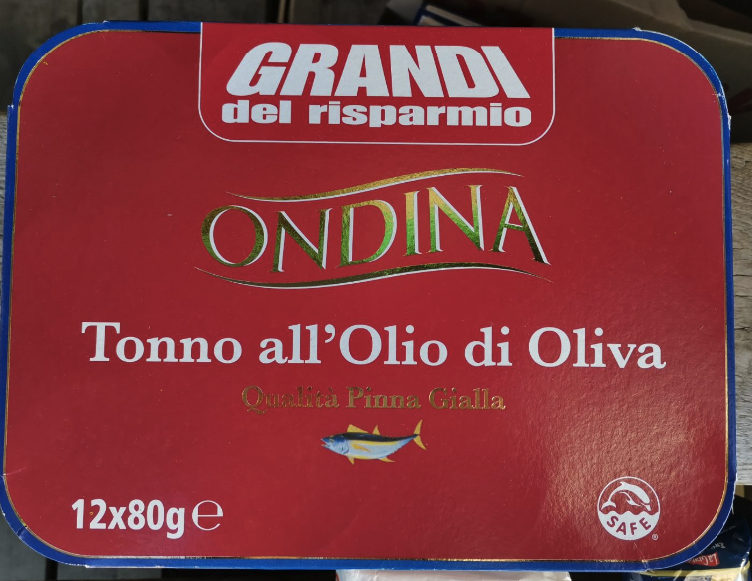 GRANDI
del risparmio
ONDINA
Tonno all'Olio di Oliva
Qualità Pinna Gialla
12x80g ℮
SAFE ®